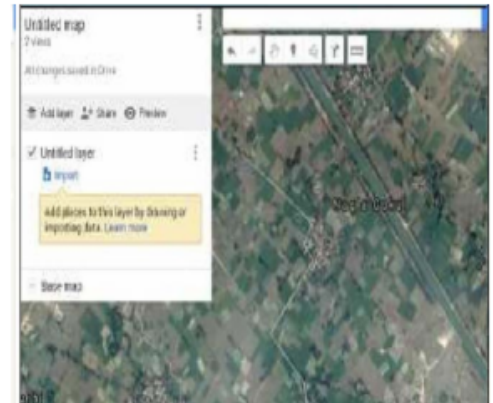 Untitled map
2 views
All changes saved in Drive
Add layer Share Preview
Untitled layer
Import
Add places to this layer by drawing or
importing data. Learn more
Base map